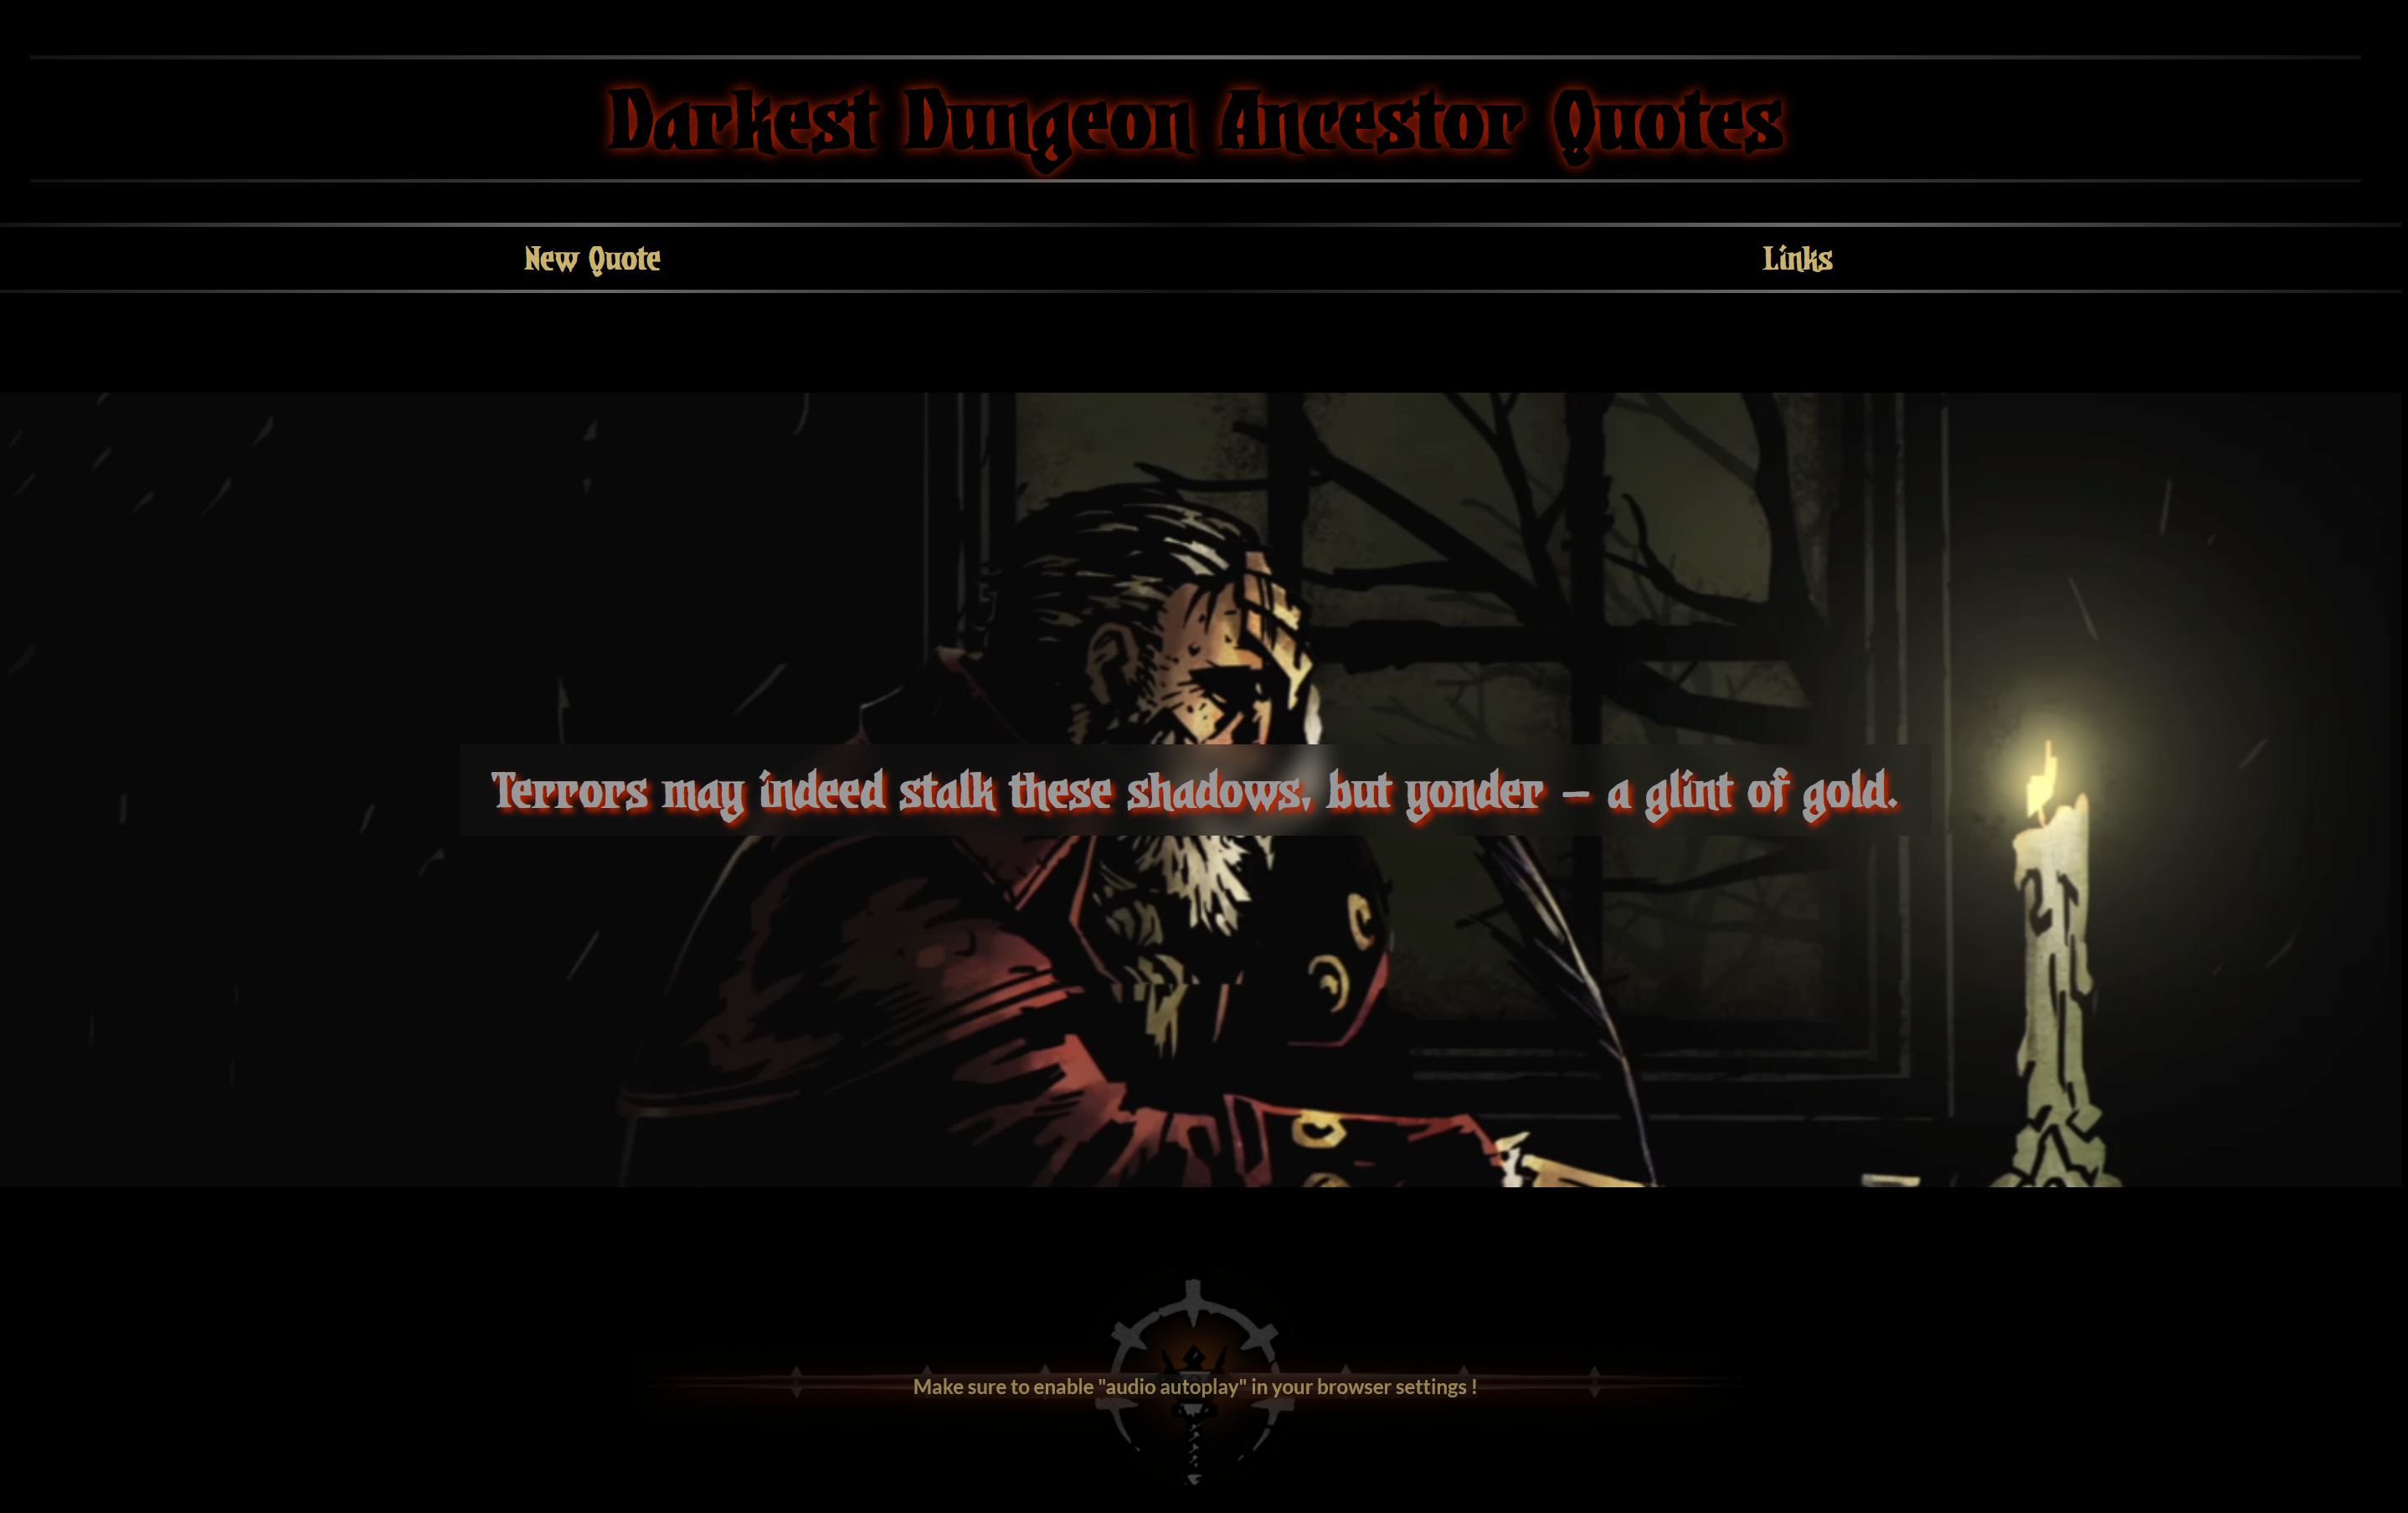 Darkest Dungeon Ancestor Quotes
New Quote
Links
Terrors may indeed stalk these shadows, but yonder – a glint of gold.
Make sure to enable "audio autoplay" in your browser settings !